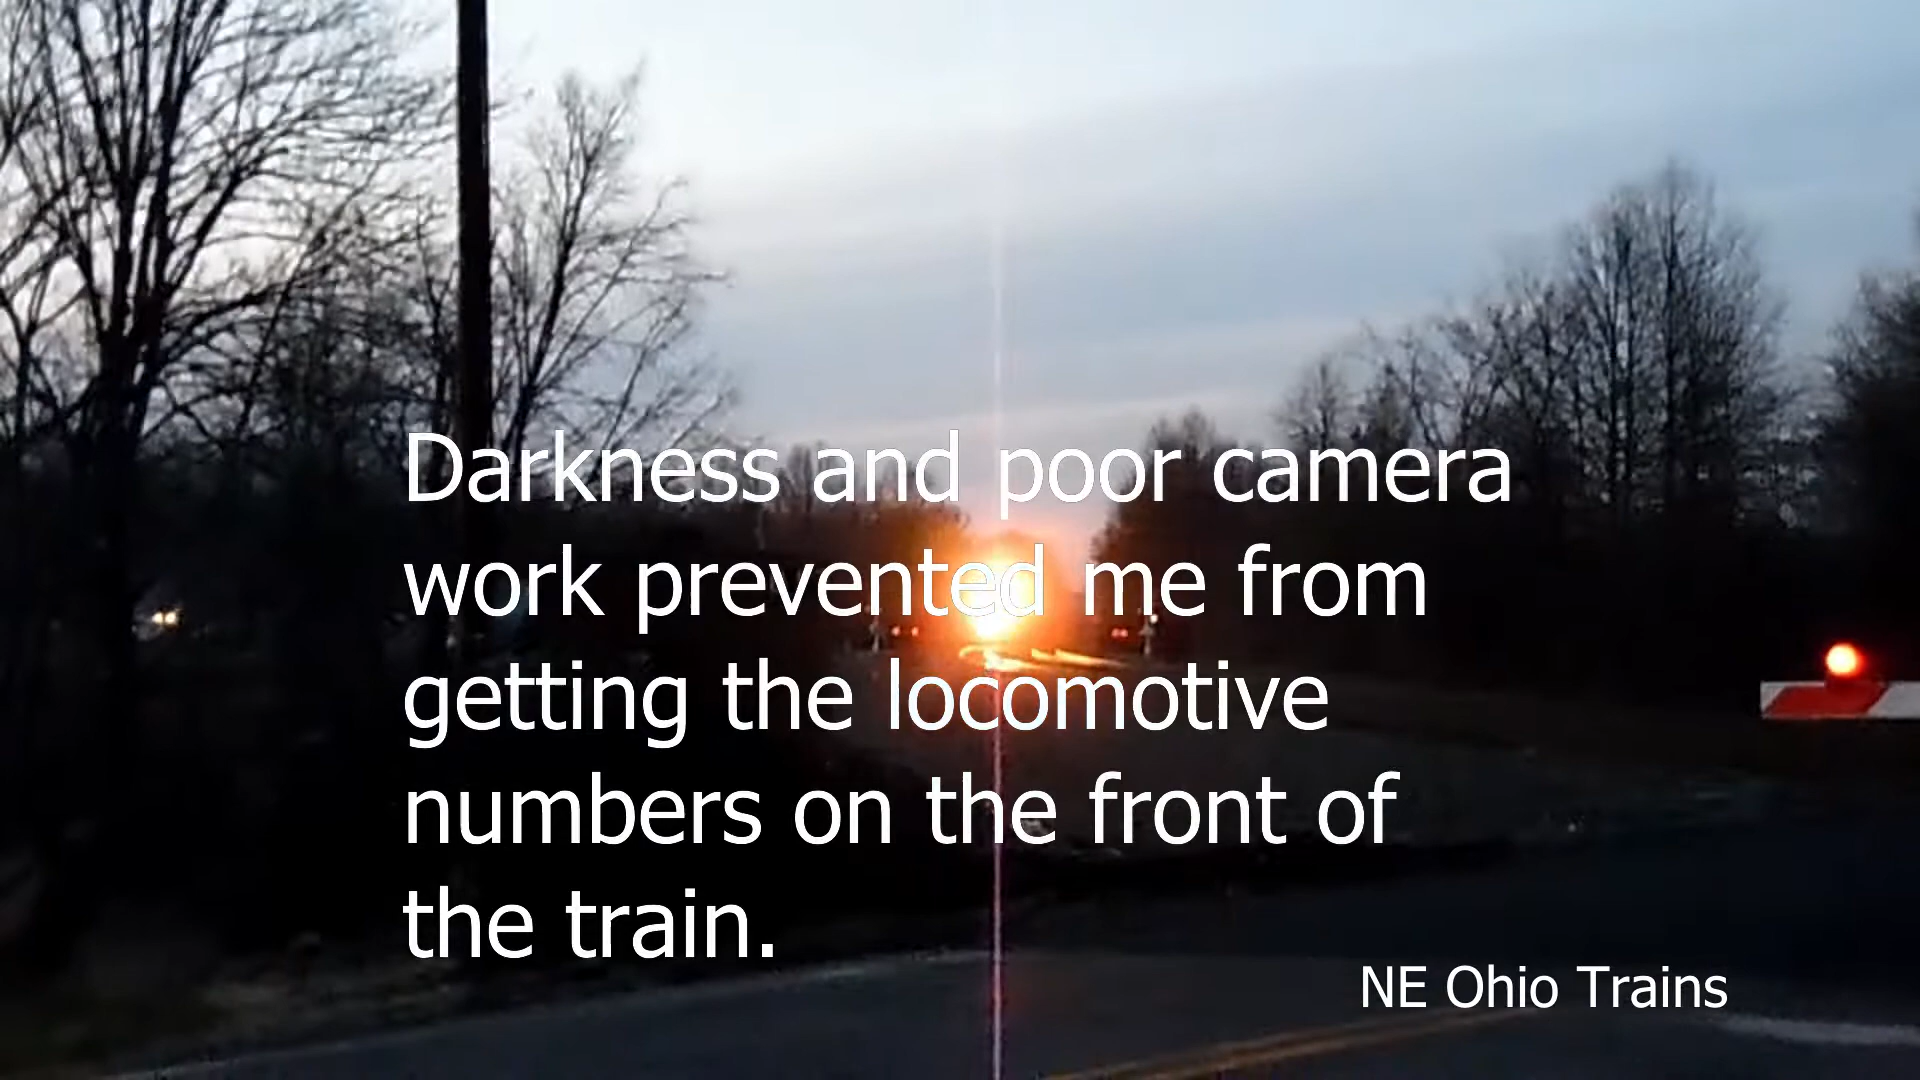 Darkness and poor camera
work prevented me from
getting the locomotive
numbers on the front of
the train.
NE Ohio Trains